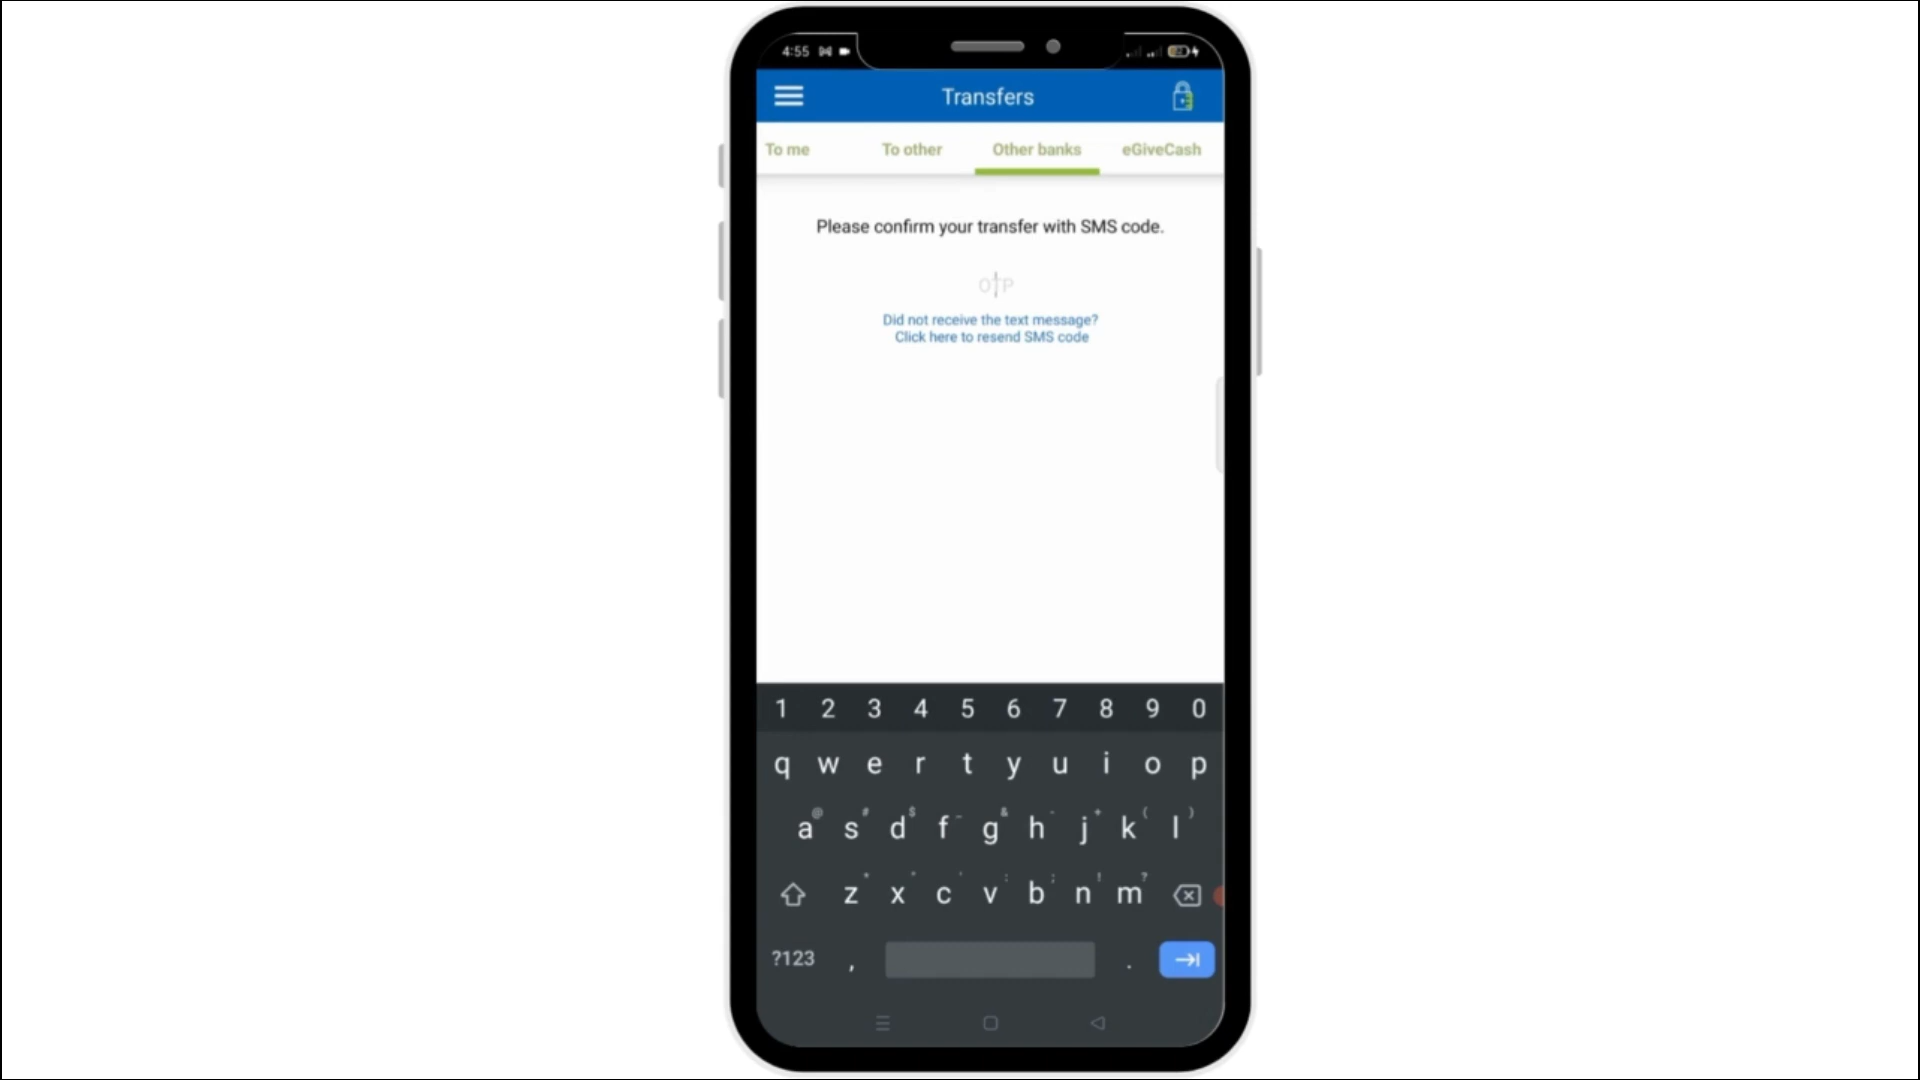 4:55
Transfers
To me To other Other banks eGiveCash
Please confirm your transfer with SMS code.
OTP
Did not receive the text message?
Click here to resend SMS code
1 2 3 4 5 6 7 8 9 0
q w e r t y u i o p
@ # $ _ & - + ( )
a s d f g h j k l
* " ' : ; ! ?
z x c v b n m
?123 , .